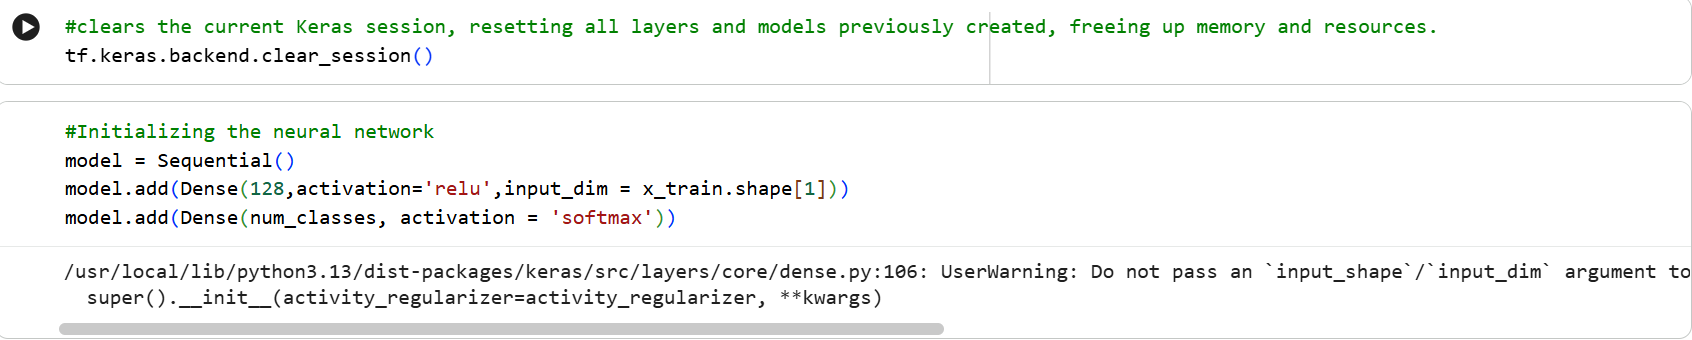 #clears the current Keras session, resetting all layers and models previously created, freeing up memory and resources.
tf.keras.backend.clear_session()
#Initializing the neural network
model = Sequential()
model.add(Dense(128,activation='relu',input_dim = x_train.shape[1]))
model.add(Dense(num_classes, activation = 'softmax'))
/usr/local/lib/python3.13/dist-packages/keras/src/layers/core/dense.py:106: UserWarning: Do not pass an `input_shape`/`input_dim` argument to
  super().__init__(activity_regularizer=activity_regularizer, **kwargs)